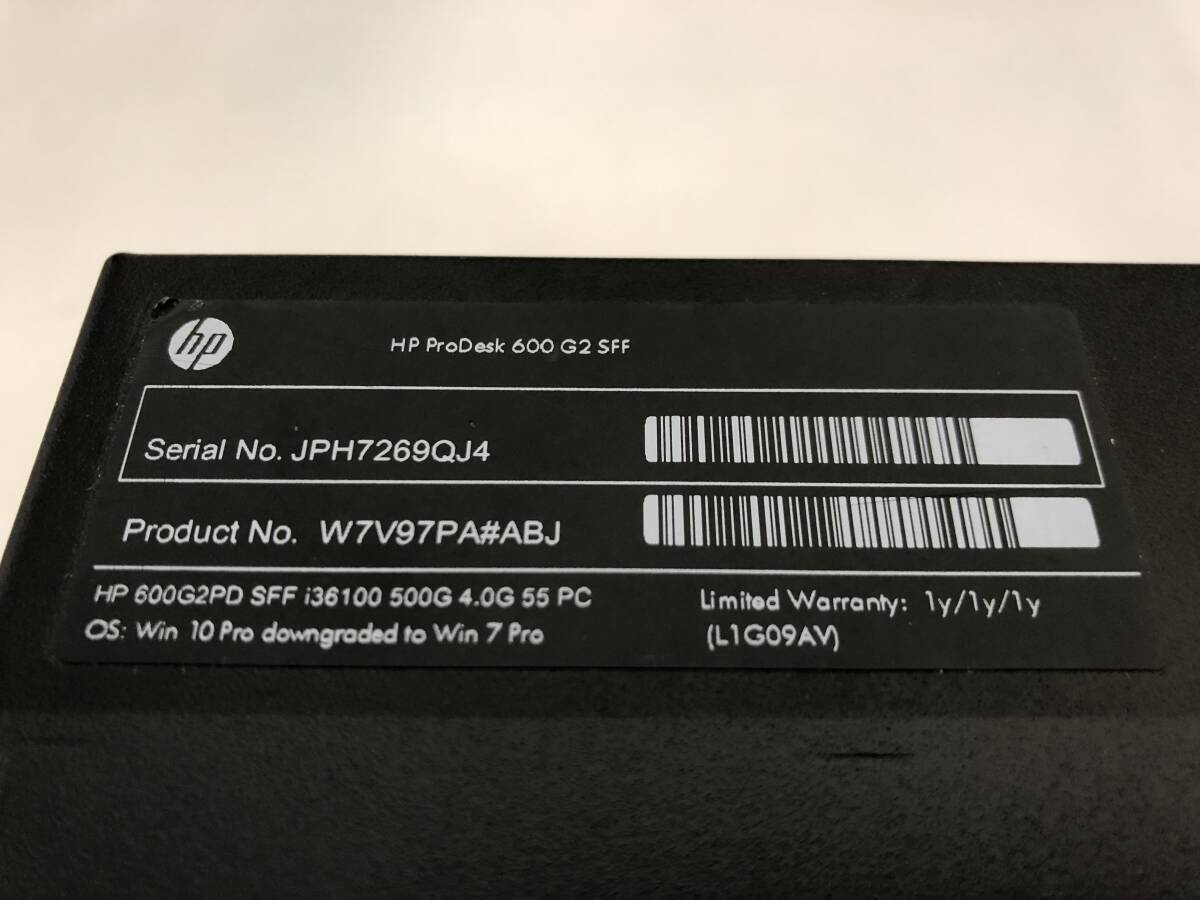 hp
HP ProDesk 600 G2 SFF
Serial No. JPH7269QJ4
Product No. W7V97PA#ABJ
HP 600G2PD SFF i36100 500G 4.0G 55 PC
OS: Win 10 Pro downgraded to Win 7 Pro
Limited Warranty: 1y/1y/1y
(L1G09AV)